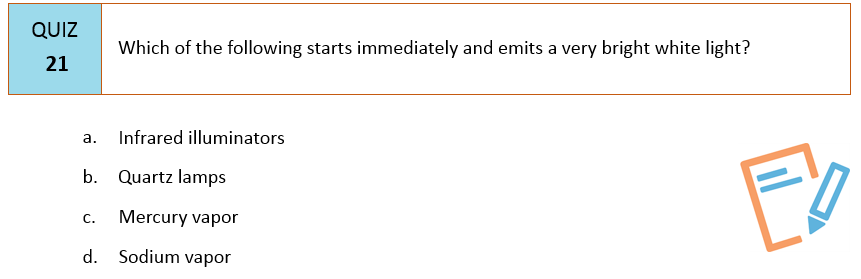 QUIZ
21
Which of the following starts immediately and emits a very bright white light?
a. Infrared illuminators
b. Quartz lamps
c. Mercury vapor
d. Sodium vapor